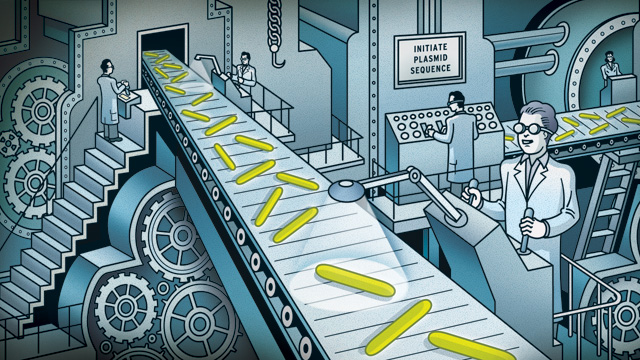 INITIATE
PLASMID
SEQUENCE